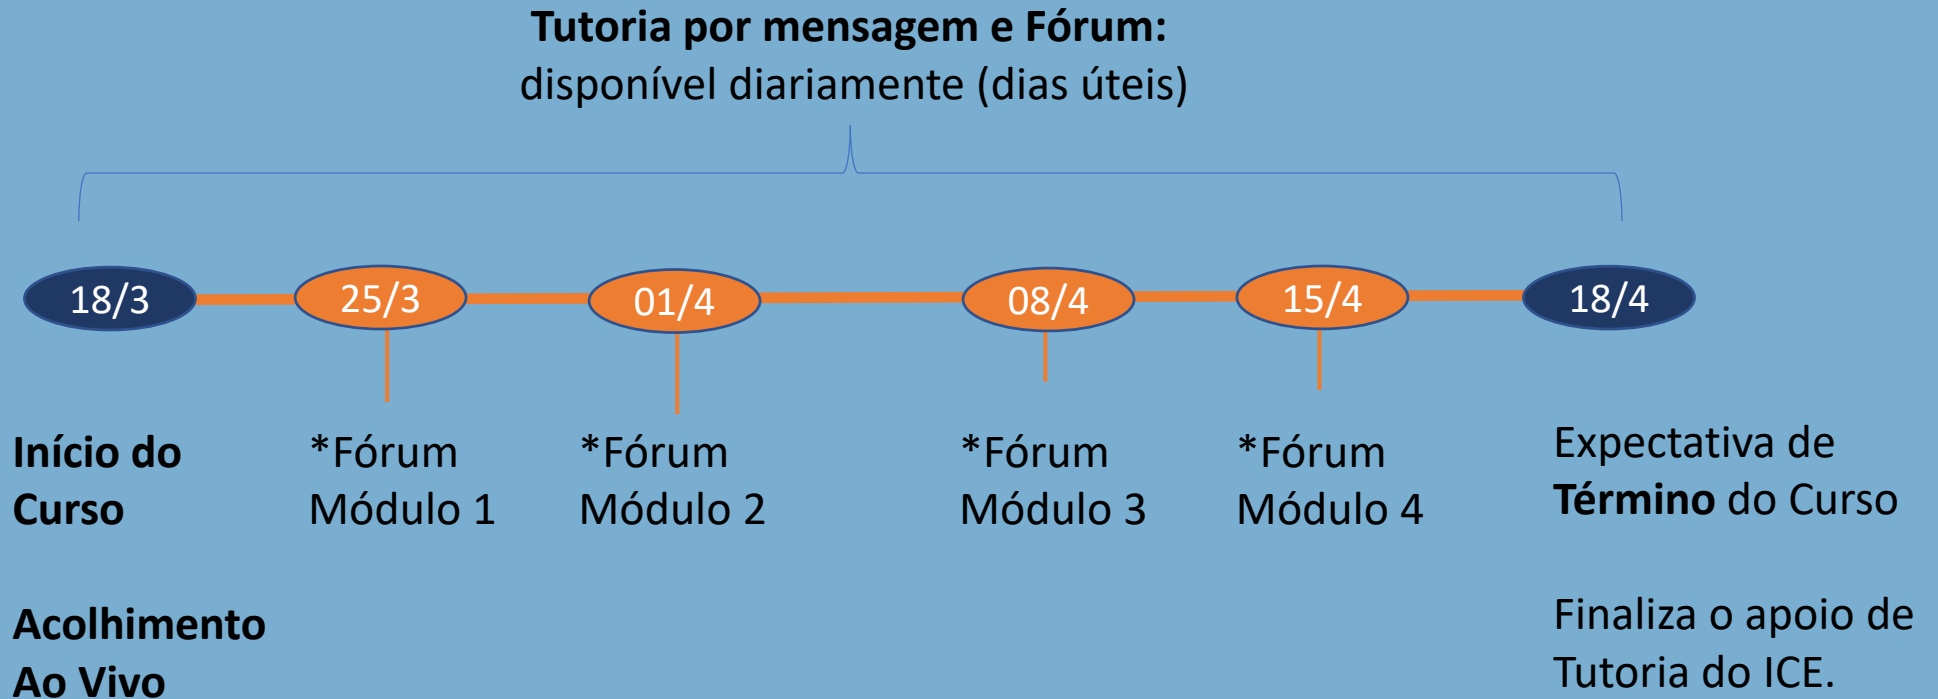 Tutoria por mensagem e Fórum:
disponível diariamente (dias úteis)
18/3
25/3
01/4
08/4
15/4
18/4
Início do
Curso
*Fórum
Módulo 1
*Fórum
Módulo 2
*Fórum
Módulo 3
*Fórum
Módulo 4
Expectativa de
Término do Curso
Acolhimento
Ao Vivo
Finaliza o apoio de
Tutoria do ICE.